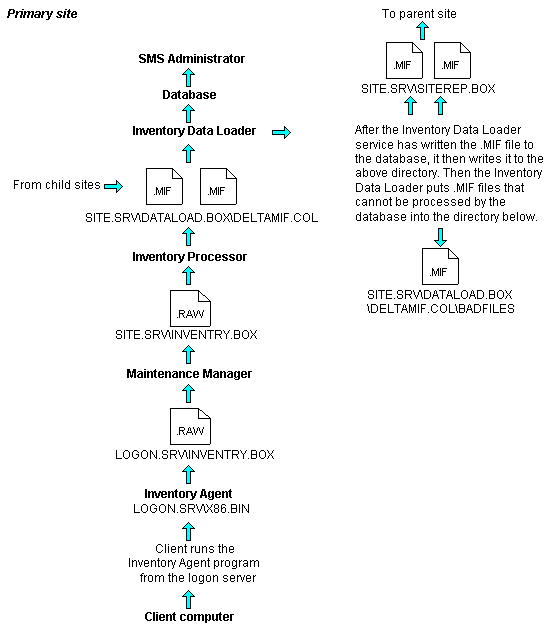 Primary site
To parent site
.MIF
.MIF
SITE.SRV\SITEREP.BOX
SMS Administrator
Database
Inventory Data Loader
After the Inventory Data Loader
service has written the .MIF file to
the database, it then writes it to the
above directory. Then the Inventory
Data Loader puts .MIF files that
cannot be processed by the
database into the directory below.
.MIF
SITE.SRV\DATALOAD.BOX
\DELTAMIF.COL\BADFILES
From child sites
.MIF
.MIF
SITE.SRV\DATALOAD.BOX\DELTAMIF.COL
Inventory Processor
.RAW
SITE.SRV\INVENTRY.BOX
Maintenance Manager
.RAW
LOGON.SRV\INVENTRY.BOX
Inventory Agent
LOGON.SRV\X86.BIN
Client runs the
Inventory Agent program
from the logon server
Client computer